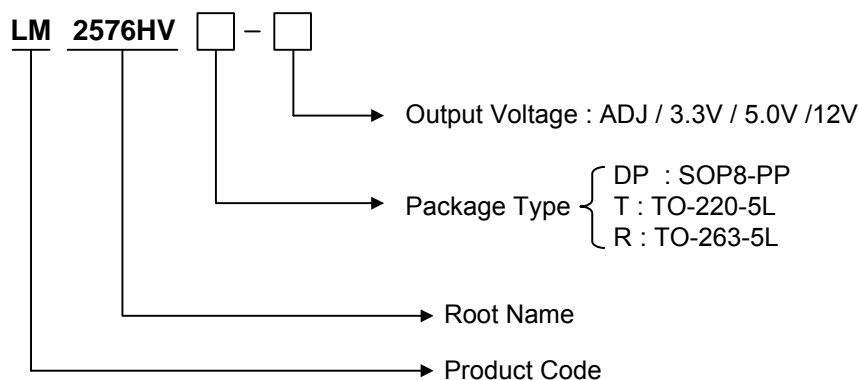 LM 2576HV –
Output Voltage : ADJ / 3.3V / 5.0V /12V
DP : SOP8-PP
Package Type
T : TO-220-5L
R : TO-263-5L
Root Name
Product Code